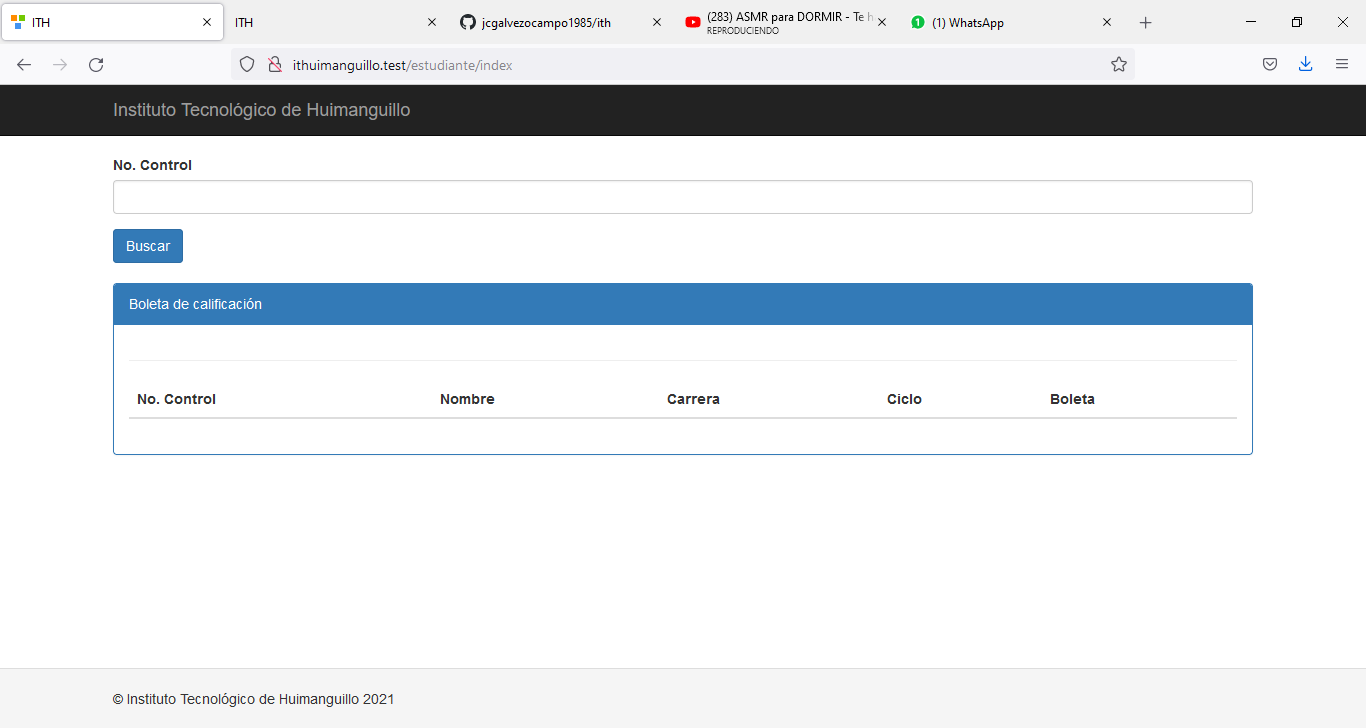 ITH
ITH
jcgalvezocampo1985/ith
(283) ASMR para DORMIR - Te h
REPRODUCIENDO
1 (1) WhatsApp
ithuimanguillo.test/estudiante/index
Instituto Tecnológico de Huimanguillo
No. Control
Buscar
Boleta de calificación
No. Control Nombre Carrera Ciclo Boleta
© Instituto Tecnológico de Huimanguillo 2021